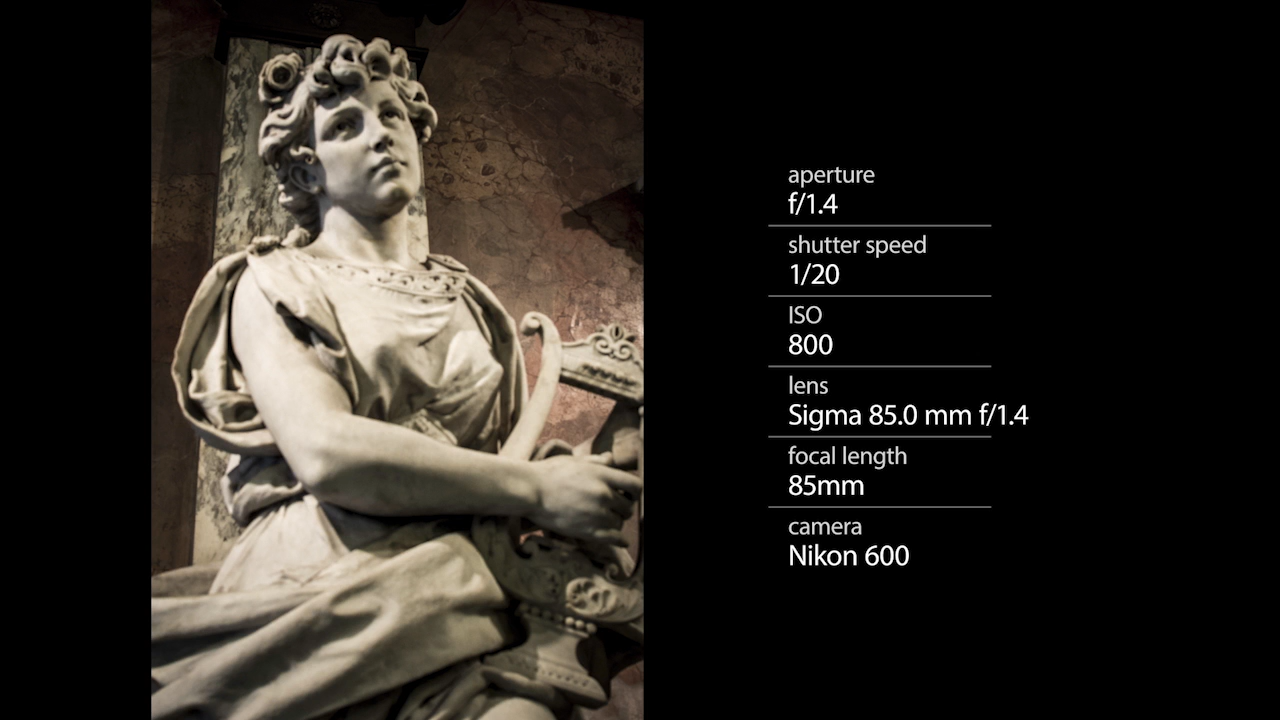 aperture
f/1.4
shutter speed
1/20
ISO
800
lens
Sigma 85.0 mm f/1.4
focal length
85mm
camera
Nikon 600